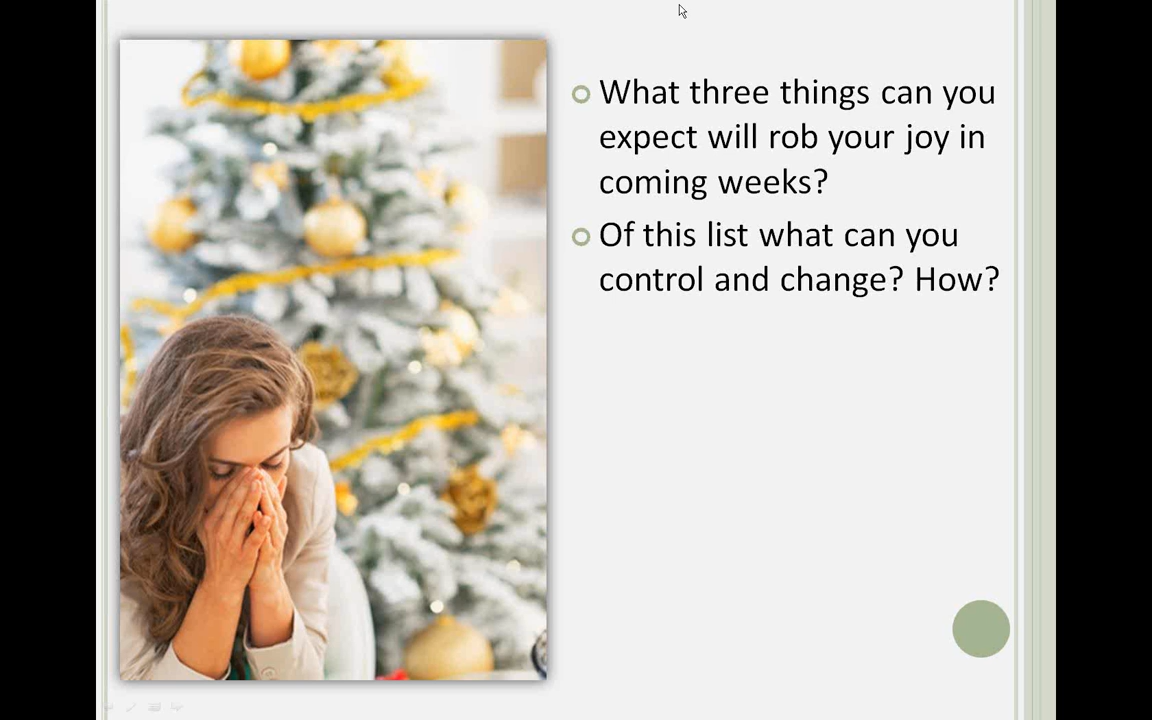 What three things can you
expect will rob your joy in
coming weeks?
Of this list what can you
control and change? How?